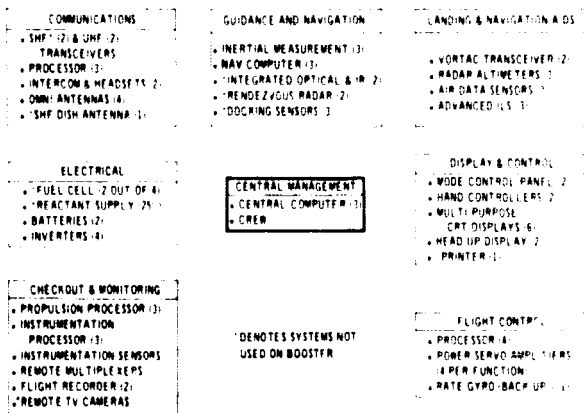 COMMUNICATIONS
• SHF* (2) & UHF (2)
TRANSCEIVERS
• PROCESSOR (3)
• INTERCOM & HEADSETS (2)
• OMNI ANTENNAS (4)
• *SHF DISH ANTENNA (1)
GUIDANCE AND NAVIGATION
• INERTIAL MEASUREMENT (3)
• NAV COMPUTER (3)
• *INTEGRATED OPTICAL & IR (2)
• *RENDEZVOUS RADAR (2)
• *DOCKING SENSORS 3
LANDING & NAVIGATION AIDS
• VORTAC TRANSCEIVER (2)
• RADAR ALTIMETERS 3
• AIR DATA SENSORS
• ADVANCED ILS
ELECTRICAL
• *FUEL CELL (2 OUT OF 4)
• *REACTANT SUPPLY
• BATTERIES (2)
• INVERTERS (4)
CENTRAL MANAGEMENT
• CENTRAL COMPUTER (3)
• CREW
DISPLAY & CONTROL
• MODE CONTROL PANEL 2
• HAND CONTROLLERS 2
• MULTI PURPOSE
CRT DISPLAYS (6)
• HEAD UP DISPLAY 2
• PRINTER (1)
CHECKOUT & MONITORING
• PROPULSION PROCESSOR (3)
• INSTRUMENTATION
PROCESSOR (3)
• INSTRUMENTATION SENSORS
• REMOTE MULTIPLEXERS
• FLIGHT RECORDER (2)
• *REMOTE TV CAMERAS
*DENOTES SYSTEMS NOT
USED ON BOOSTER
FLIGHT CONTROL
• PROCESSOR (4)
• POWER SERVO AMPLIFIERS
(4 PER FUNCTION)
• RATE GYRO (BACK UP)